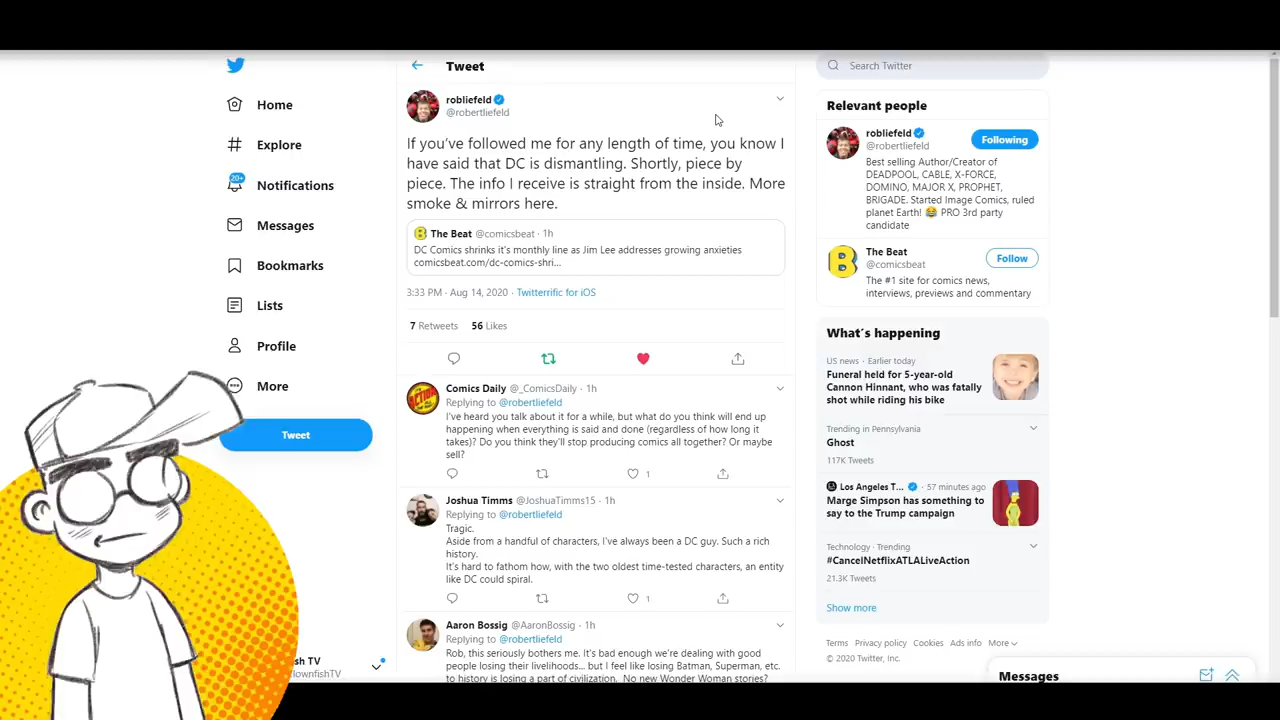 Home
Explore
20+
Notifications
Messages
Bookmarks
Lists
Profile
More
Tweet
sh TV
lownfishTV
Tweet
robliefeld
@robertliefeld
If you've followed me for any length of time, you know I
have said that DC is dismantling. Shortly, piece by
piece. The info I receive is straight from the inside. More
smoke & mirrors here.
The Beat @comicsbeat · 1h
DC Comics shrinks it's monthly line as Jim Lee addresses growing anxieties
comicsbeat.com/dc-comics-shri...
3:33 PM · Aug 14, 2020 · Twitterrific for iOS
7 Retweets 56 Likes
Comics Daily @_ComicsDaily · 1h
Replying to @robertliefeld
I've heard you talk about it for a while, but what do you think will end up
happening when everything is said and done (regardless of how long it
takes)? Do you think they'll stop producing comics all together? Or maybe
sell?
1
Joshua Timms @JoshuaTimms15 · 1h
Replying to @robertliefeld
Tragic.
Aside from a handful of characters, I've always been a DC guy. Such a rich
history.
It's hard to fathom how, with the two oldest time-tested characters, an entity
like DC could spiral.
1
Aaron Bossig @AaronBossig · 1h
Replying to @robertliefeld
Rob, this seriously bothers me. It's bad enough we're dealing with good
people losing their livelihoods... but I feel like losing Batman, Superman, etc.
to history is losing a part of civilization. No new Wonder Woman stories?
Search Twitter
Relevant people
robliefeld
@robertliefeld
Following
Best selling Author/Creator of
DEADPOOL, CABLE, X-FORCE,
DOMINO, MAJOR X, PROPHET,
BRIGADE. Started Image Comics, ruled
planet Earth! 😂 PRO 3rd party
candidate
The Beat
@comicsbeat
Follow
The #1 site for comics news,
interviews, previews and commentary
What's happening
US news · Earlier today
Funeral held for 5-year-old
Cannon Hinnant, who was fatally
shot while riding his bike
Trending in Pennsylvania
Ghost
117K Tweets
Los Angeles T... · 57 minutes ago
Marge Simpson has something to
say to the Trump campaign
Technology · Trending
#CancelNetflixATLALiveAction
21.3K Tweets
Show more
Terms Privacy policy Cookies Ads info More
© 2020 Twitter, Inc.
Messages